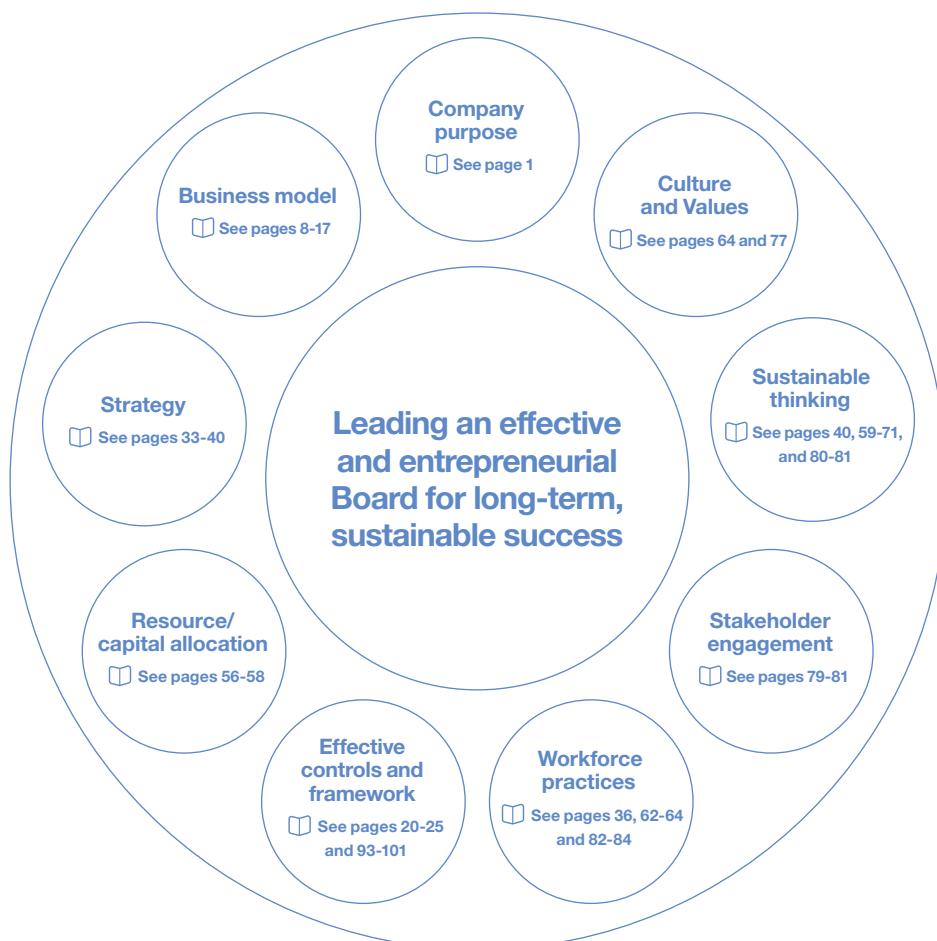 Company
purpose
See page 1
Culture
and Values
See pages 64 and 77
Sustainable
thinking
See pages 40, 59-71,
and 80-81
Stakeholder
engagement
See pages 79-81
Workforce
practices
See pages 36, 62-64
and 82-84
Effective
controls and
framework
See pages 20-25
and 93-101
Resource/
capital allocation
See pages 56-58
Strategy
See pages 33-40
Business model
See pages 8-17
Leading an effective
and entrepreneurial
Board for long-term,
sustainable success